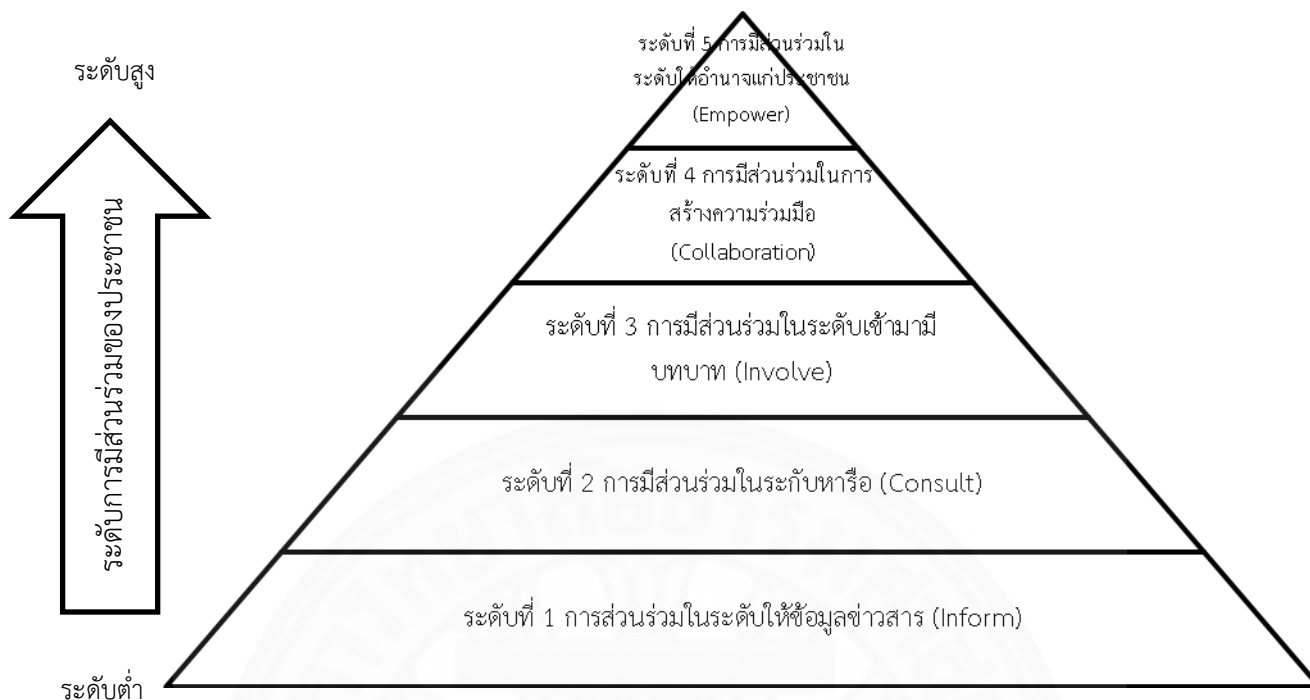 ระดับสูง
ระดับการมีส่วนร่วมของประชาชน
ระดับต่ำ
ระดับที่ 5 การมีส่วนร่วมใน
ระดับให้อำนาจแก่ประชาชน
(Empower)
ระดับที่ 4 การมีส่วนร่วมในการ
สร้างความร่วมมือ
(Collaboration)
ระดับที่ 3 การมีส่วนร่วมในระดับเข้ามามี
บทบาท (Involve)
ระดับที่ 2 การมีส่วนร่วมในระกับหารือ (Consult)
ระดับที่ 1 การส่วนร่วมในระดับให้ข้อมูลข่าวสาร (Inform)